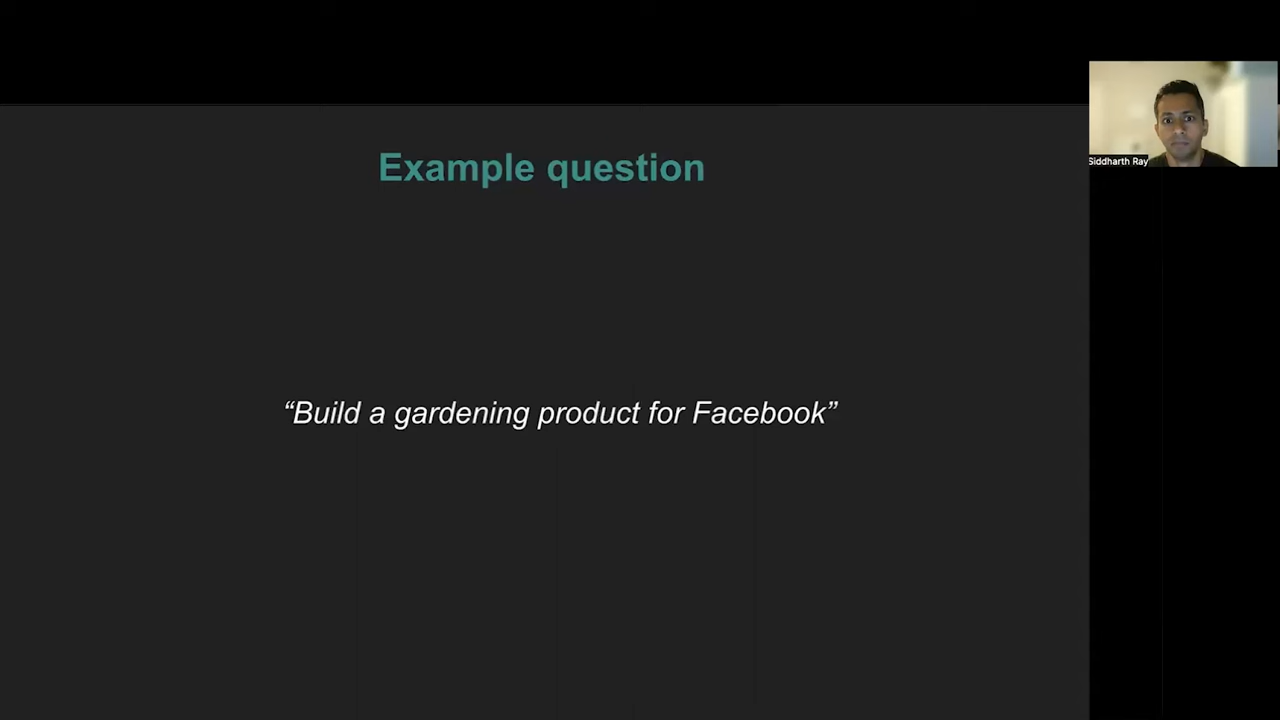 Example question
Siddharth Ray
“Build a gardening product for Facebook”